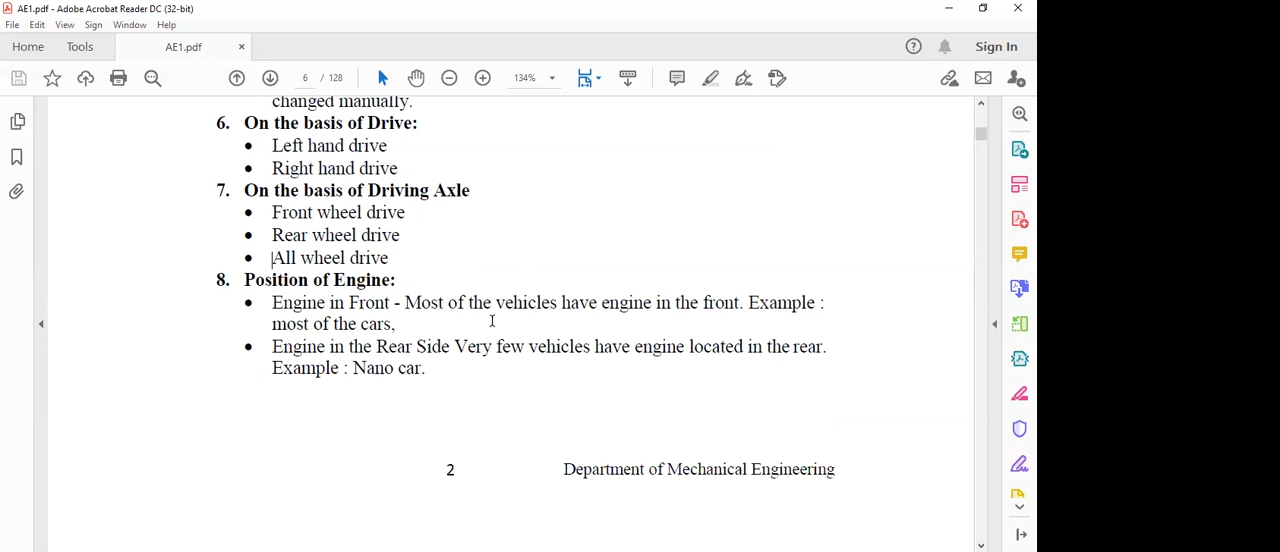 AE1.pdf - Adobe Acrobat Reader DC (32-bit)
File Edit View Sign Window Help
Home Tools AE1.pdf × Sign In
6 / 128 134%
changed manually.
6. On the basis of Drive:
• Left hand drive
• Right hand drive
7. On the basis of Driving Axle
• Front wheel drive
• Rear wheel drive
• All wheel drive
8. Position of Engine:
• Engine in Front - Most of the vehicles have engine in the front. Example :
most of the cars,
• Engine in the Rear Side Very few vehicles have engine located in the rear.
Example : Nano car.
2 Department of Mechanical Engineering